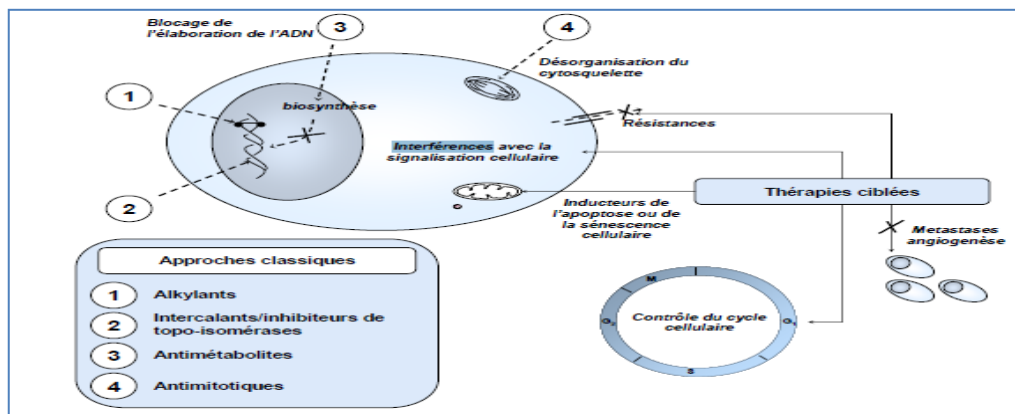 Blocage de
l'élaboration de l'ADN
3
4
Désorganisation du
cytosquelette
1
biosynthèse
Résistances
Interférences avec la
signalisation cellulaire
Thérapies ciblées
2
Inducteurs de
l'apoptose ou de
la sénescence
cellulaire
Metastases
angiogenèse
Approches classiques
1 Alkylants
2 Intercalants/inhibiteurs de
topo-isomérases
3 Antimétabolites
4 Antimitotiques
M
Contrôle du cycle
cellulaire
S